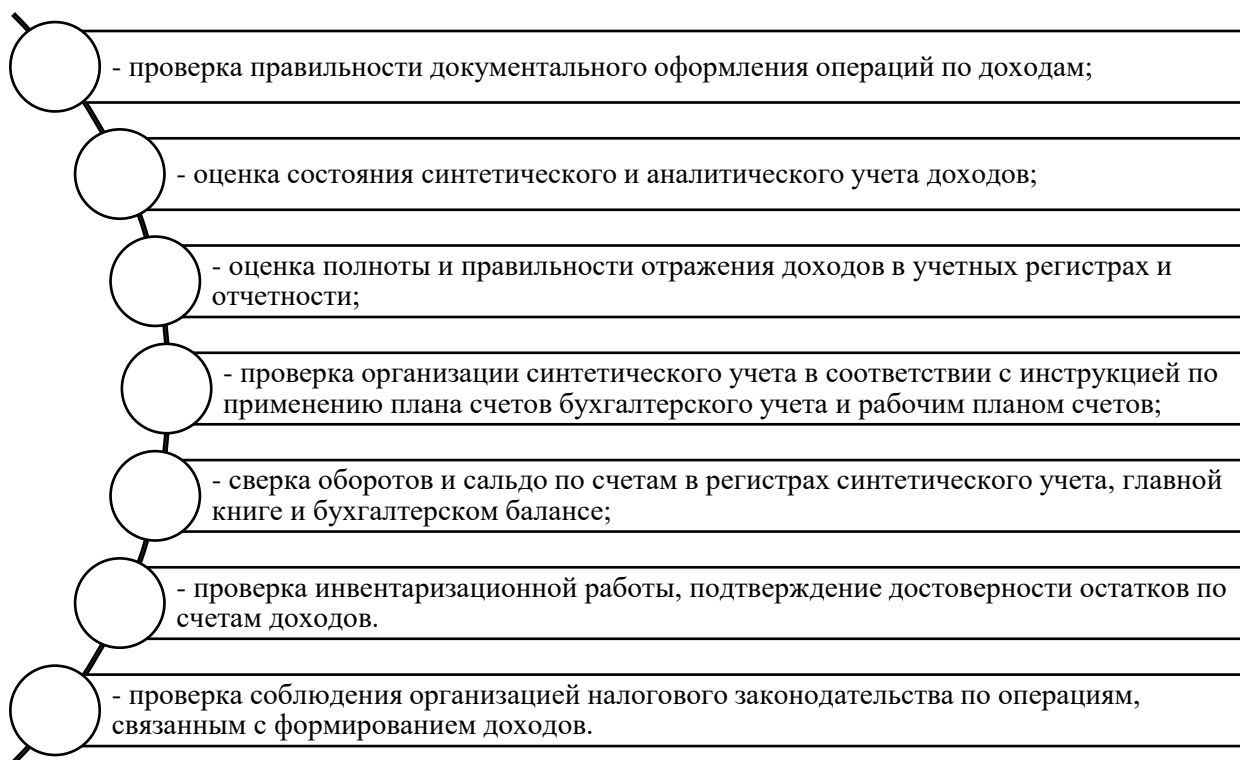 - проверка правильности документального оформления операций по доходам;
- оценка состояния синтетического и аналитического учета доходов;
- оценка полноты и правильности отражения доходов в учетных регистрах и
отчетности;
- проверка организации синтетического учета в соответствии с инструкцией по
применению плана счетов бухгалтерского учета и рабочим планом счетов;
- сверка оборотов и сальдо по счетам в регистрах синтетического учета, главной
книге и бухгалтерском балансе;
- проверка инвентаризационной работы, подтверждение достоверности остатков по
счетам доходов.
- проверка соблюдения организацией налогового законодательства по операциям,
связанным с формированием доходов.